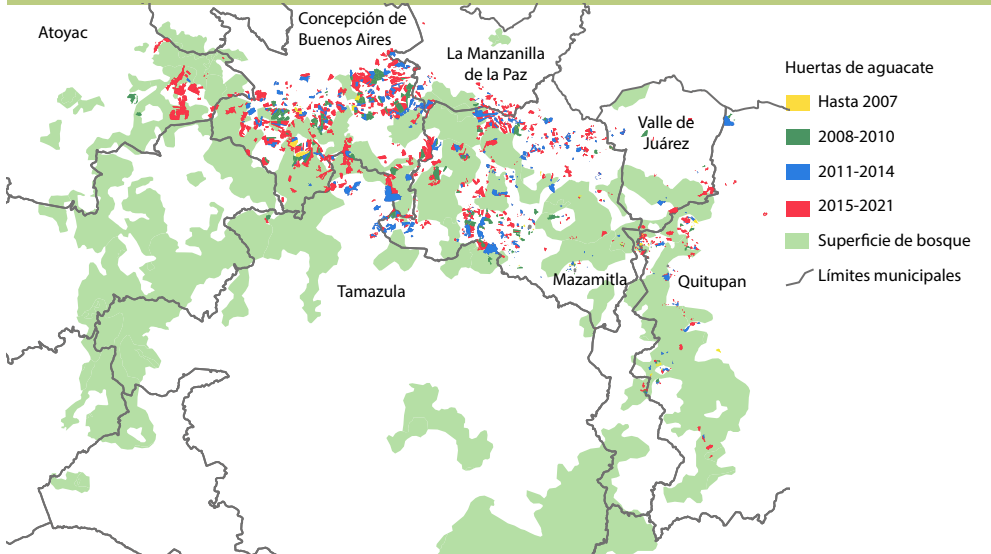 Atoyac
Concepción de
Buenos Aires
La Manzanilla
de la Paz
Valle de
Juárez
Tamazula
Mazamitla
Quitupan
Huertas de aguacate
Hasta 2007
2008-2010
2011-2014
2015-2021
Superficie de bosque
Límites municipales